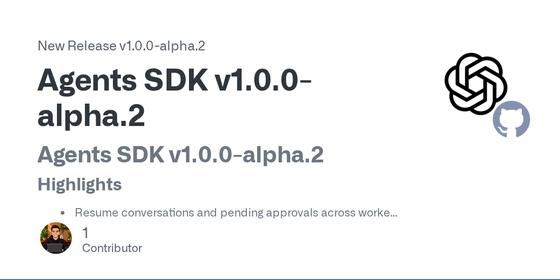 New Release v1.0.0-alpha.2
Agents SDK v1.0.0-
alpha.2
Agents SDK v1.0.0-alpha.2
Highlights
• Resume conversations and pending approvals across worke...
1
Contributor